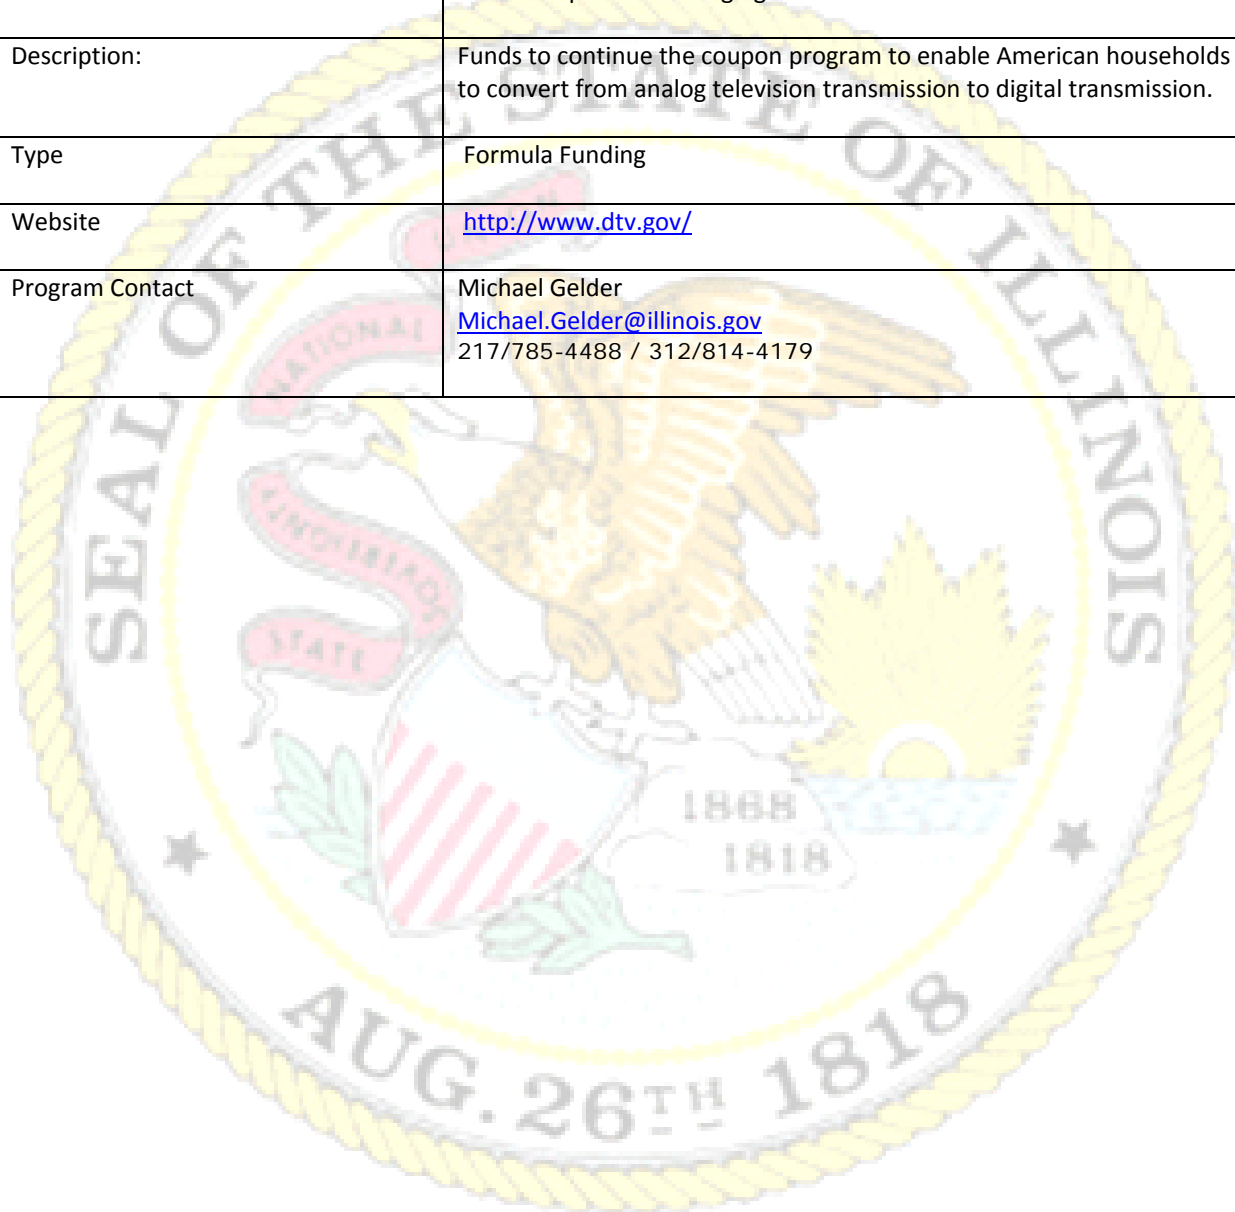 Description:
Funds to continue the coupon program to enable American households
to convert from analog television transmission to digital transmission.
Type
Formula Funding
Website
http://www.dtv.gov/
Program Contact
Michael Gelder
Michael.Gelder@illinois.gov
217/785-4488 / 312/814-4179
SEAL OF THE STATE OF ILLINOIS
NATIONAL
UNION
STATE
SOVEREIGNTY
1868
1818
AUG. 26TH 1818